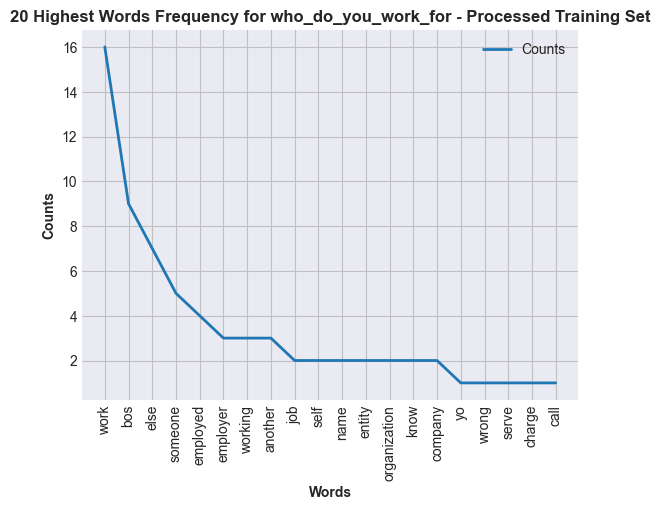 20 Highest Words Frequency for who_do_you_work_for - Processed Training Set
Counts
16
14
12
10
8
6
4
2
Counts
work
bos
else
someone
employed
employer
working
another
job
self
name
entity
organization
know
company
yo
wrong
serve
charge
call
Words